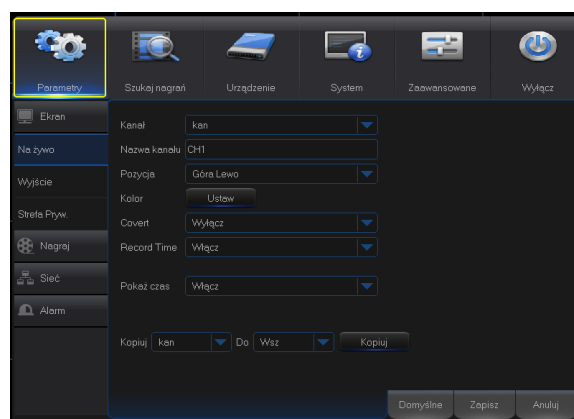 Parametry Szukaj nagrań Urządzenie System Zaawansowane Wyłącz
Ekran
Na żywo
Wyjście
Strefa Pryw.
Nagraj
Sieć
Alarm
Kanał kan
Nazwa kanału CH1
Pozycja Góra Lewo
Kolor Ustaw
Covert Wyłącz
Record Time Włącz
Pokaż czas Włącz
Kopiuj kan Do Wsz Kopiuj
Domyślne Zapisz Anuluj